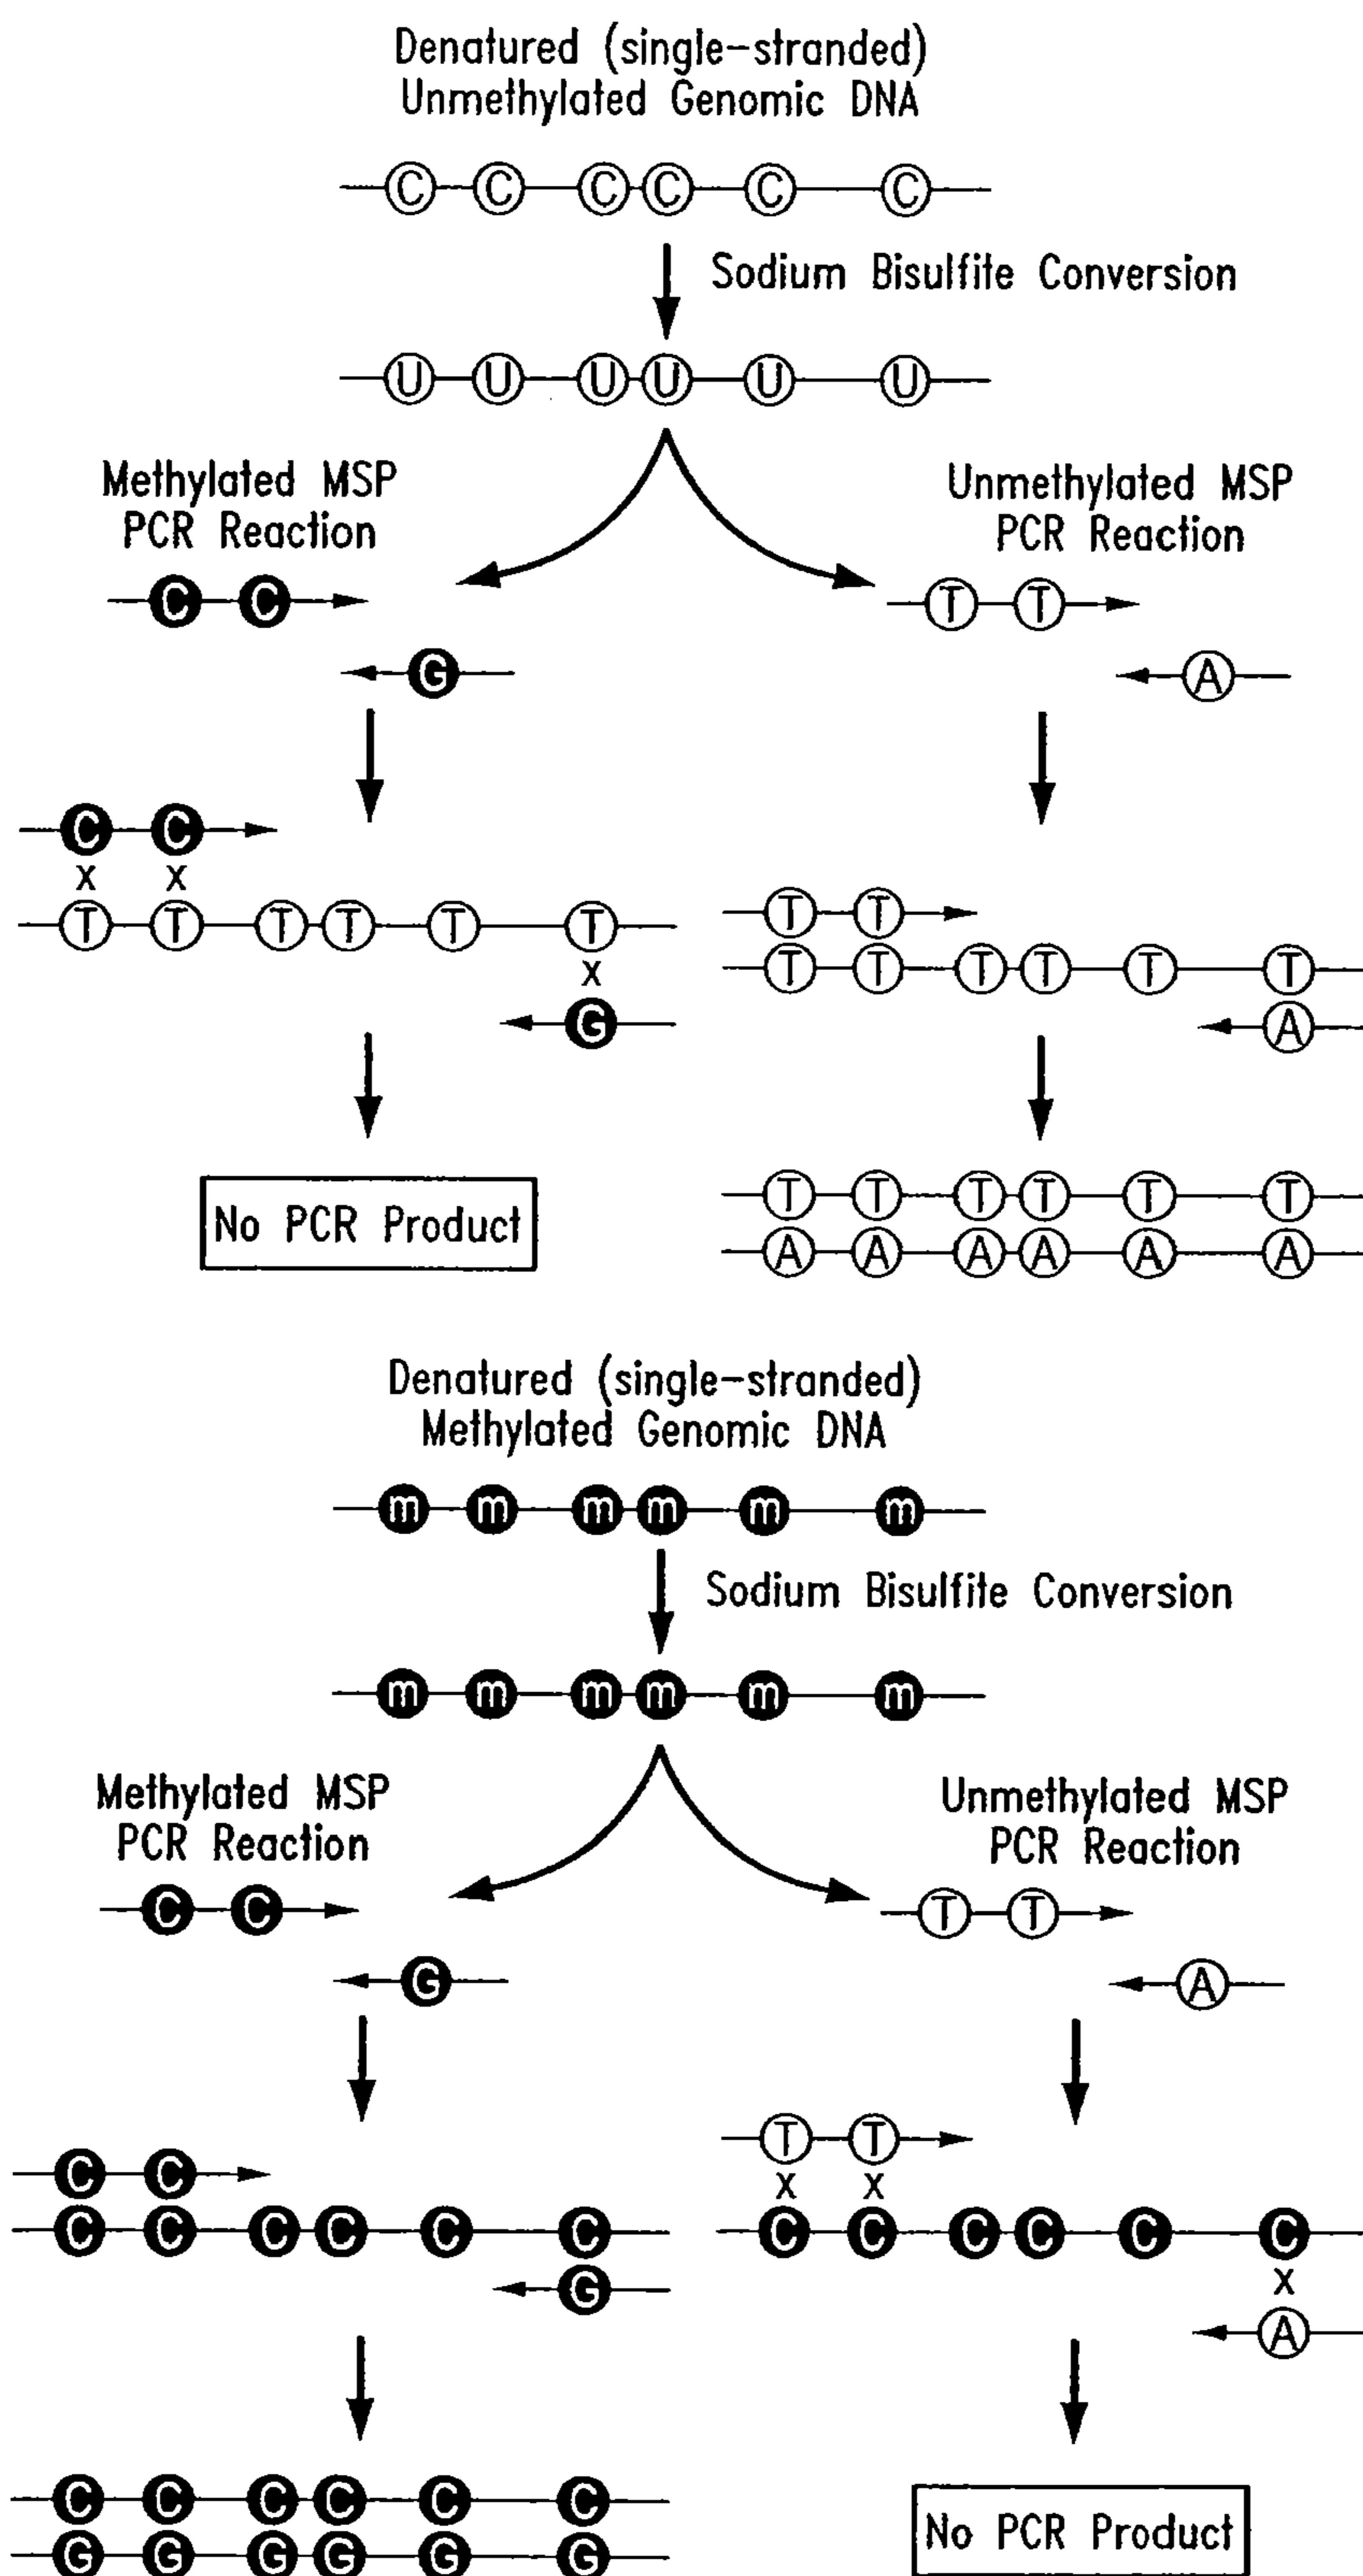 Denatured (single-stranded)
Unmethylated Genomic DNA
C C C C C C
Sodium Bisulfite Conversion
U U U U U U
Methylated MSP
PCR Reaction
C C
G
Unmethylated MSP
PCR Reaction
T T
A
C C
x x
T T T T T T
x
G
No PCR Product
T T
T T T T T T
A
T T T T T T
A A A A A A
Denatured (single-stranded)
Methylated Genomic DNA
m m m m m m
Sodium Bisulfite Conversion
m m m m m m
Methylated MSP
PCR Reaction
C C
G
Unmethylated MSP
PCR Reaction
T T
A
C C
C C C C C C
G
C C C C C C
G G G G G G
T T
x x
C C C C C C
x
A
No PCR Product